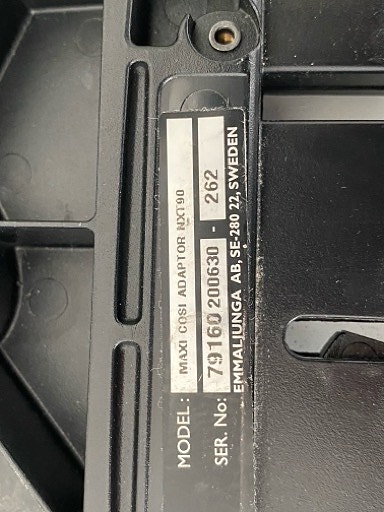 MODEL: MAXI COSI ADAPTOR NXT90
SER. No: 79160 200630 - 262
EMMALJUNGA AB, SE-280 22, SWEDEN